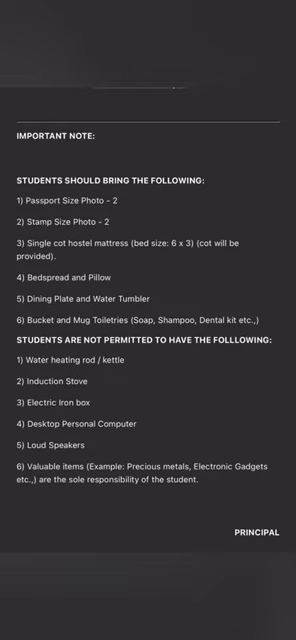 IMPORTANT NOTE:
STUDENTS SHOULD BRING THE FOLLOWING:
1) Passport Size Photo - 2
2) Stamp Size Photo - 2
3) Single cot hostel mattress (bed size: 6 x 3) (cot will be
provided).
4) Bedspread and Pillow
5) Dining Plate and Water Tumbler
6) Bucket and Mug Toiletries (Soap, Shampoo, Dental kit etc.,)
STUDENTS ARE NOT PERMITTED TO HAVE THE FOLLLOWING:
1) Water heating rod / kettle
2) Induction Stove
3) Electric Iron box
4) Desktop Personal Computer
5) Loud Speakers
6) Valuable items (Example: Precious metals, Electronic Gadgets
etc.,) are the sole responsibility of the student.
PRINCIPAL